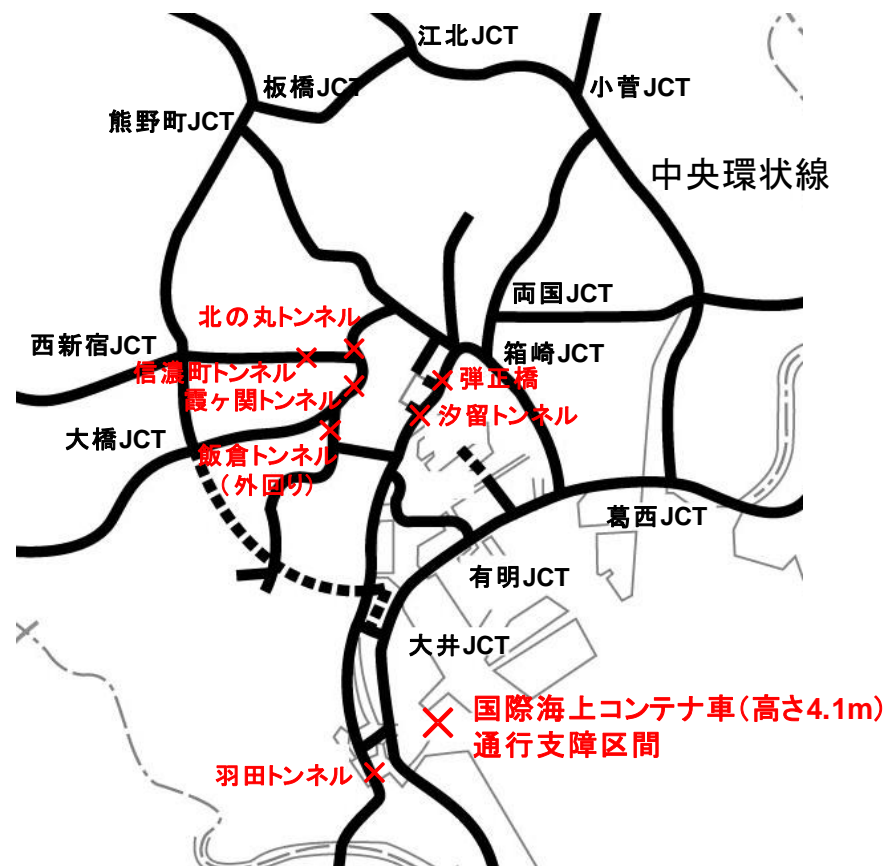 江北JCT
板橋JCT
小菅JCT
熊野町JCT
中央環状線
両国JCT
北の丸トンネル
西新宿JCT
箱崎JCT
信濃町トンネル
弾正橋
霞ヶ関トンネル
汐留トンネル
大橋JCT
飯倉トンネル
（外回り）
葛西JCT
有明JCT
大井JCT
国際海上コンテナ車（高さ4.1m）
通行支障区間
羽田トンネル